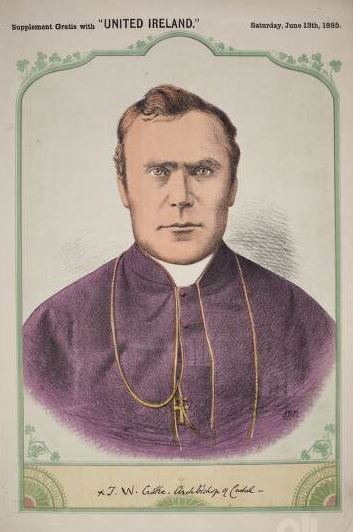 Supplement Gratis with "UNITED IRELAND." Saturday, June 13th, 1885.
+ T. W. Croke. Archbishop of Cashel -